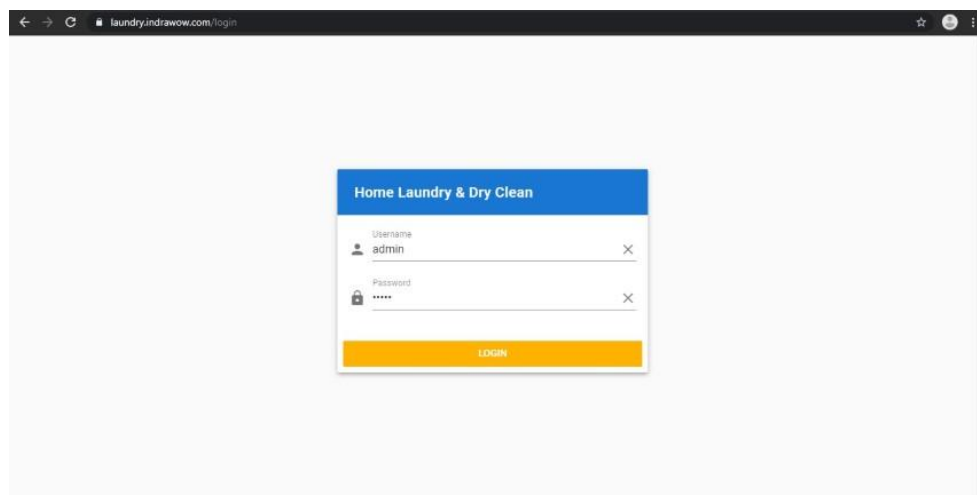 laundry.indrawow.com/login
Home Laundry & Dry Clean
Username
admin
Password
•••••
LOGIN